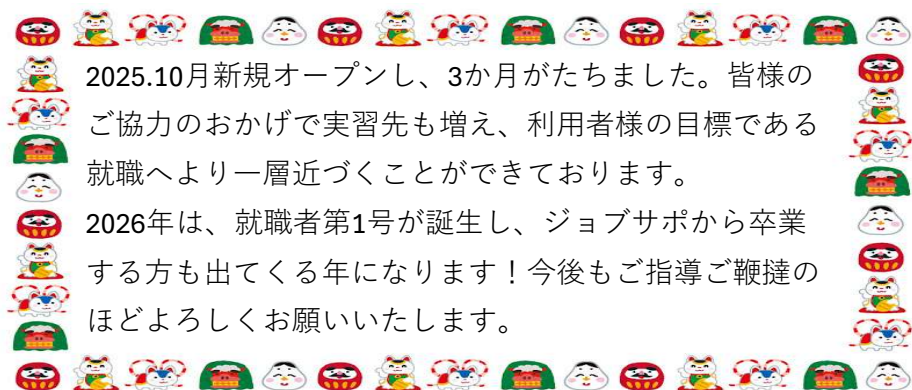 2025.10月新規オープンし、3か月がたちました。皆様の
ご協力のおかげで実習先も増え、利用者様の目標である
就職へより一層近づくことができております。
2026年は、就職者第1号が誕生し、ジョブサポから卒業
する方も出てくる年になります！今後もご指導ご鞭撻の
ほどよろしくお願いいたします。